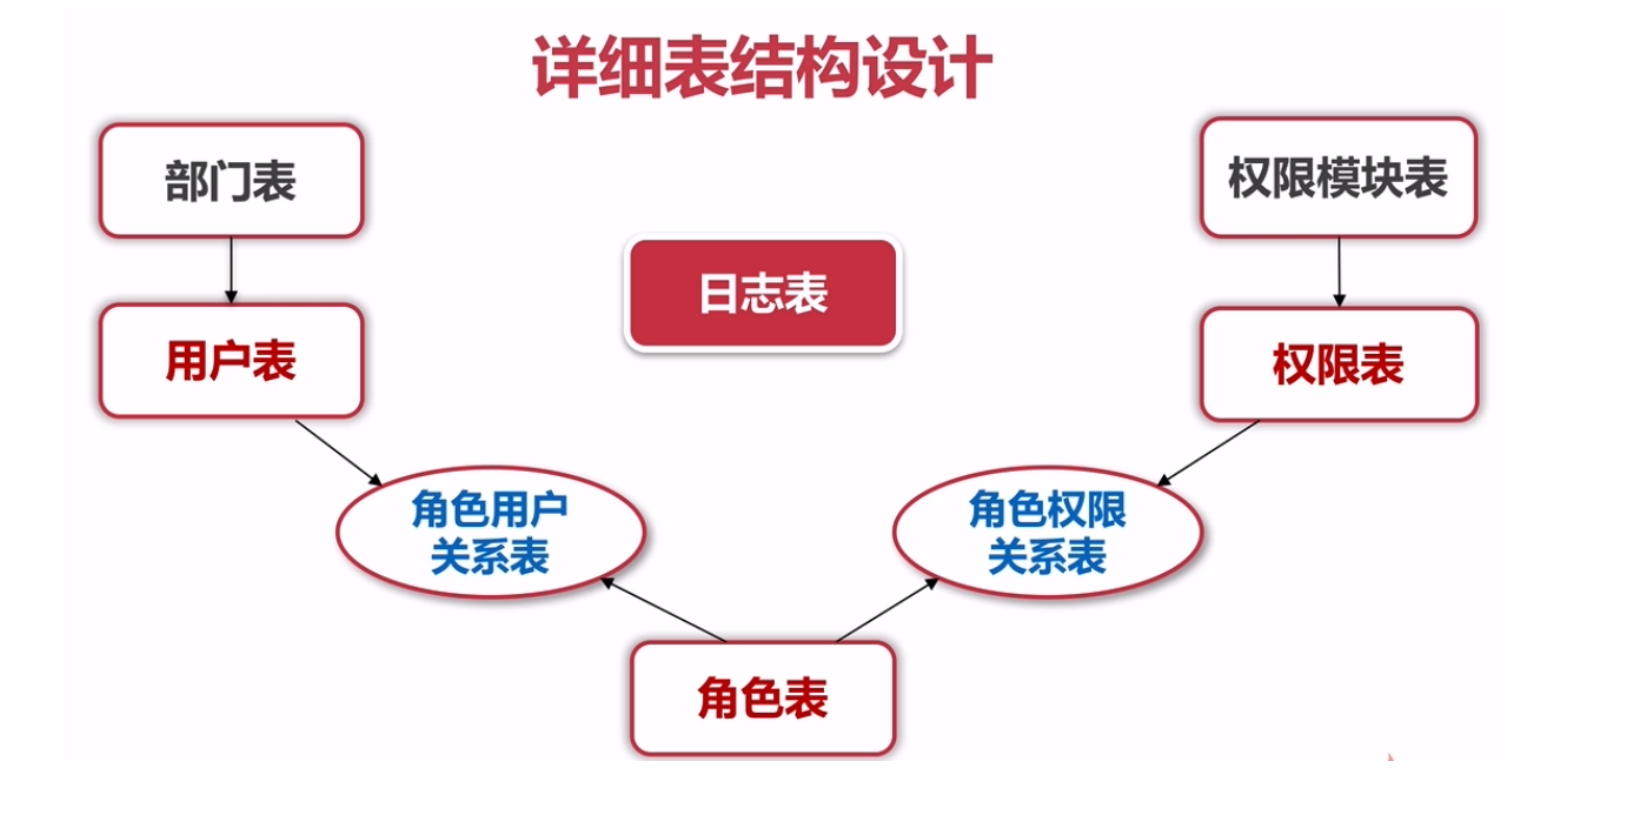 详细表结构设计
部门表
权限模块表
日志表
用户表
权限表
角色用户
关系表
角色权限
关系表
角色表